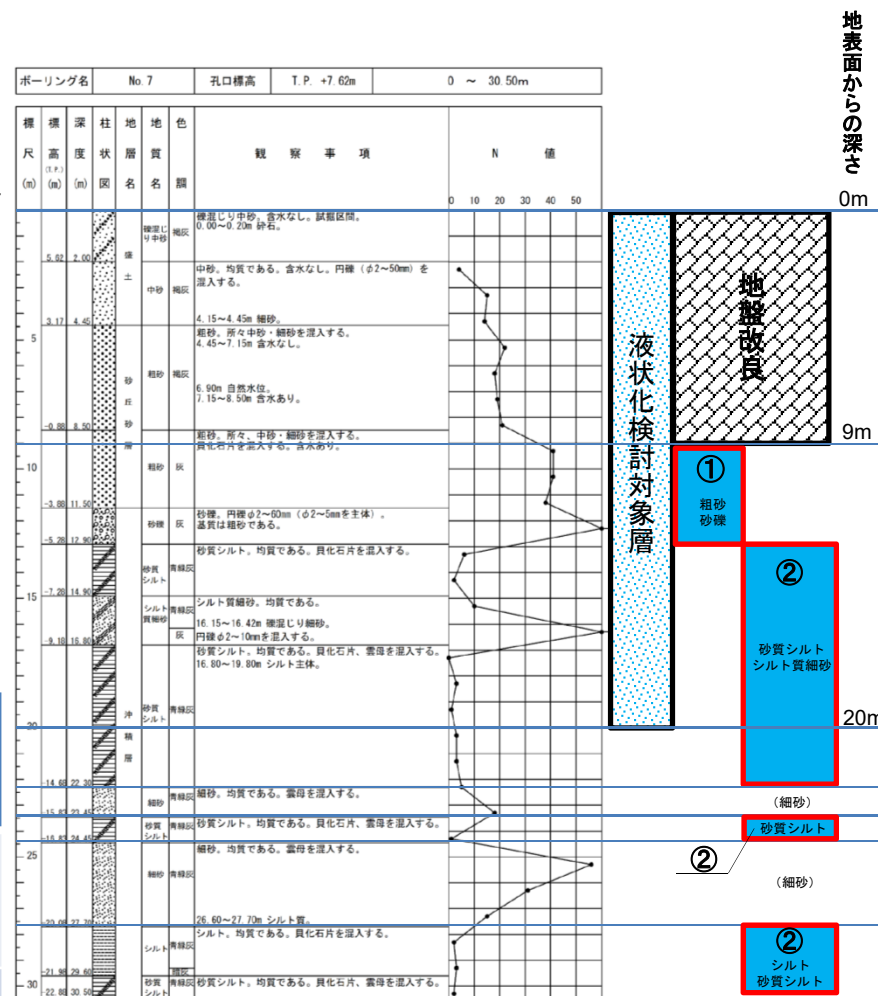 地表面からの深さ
ボーリング名 No. 7 孔口標高 T.P. +7.62m 0 ～ 30.50m
標尺(m) 標高(T.P.)(m) 深度(m) 柱状図 地層名 地質名 色調 観察事項 N値
0 10 20 30 40 50
0m
礫混じり中砂 褐灰 礫混じり中砂。含水なし。試掘区間。
0.00～0.20m 砕石。
5.62 2.00
盛土
中砂 褐灰 中砂。均質である。含水なし。円礫（φ2～50mm）を
混入する。
4.15～4.45m 細砂。
3.17 4.45
5
粗砂 褐灰 粗砂。所々中砂・細砂を混入する。
4.45～7.15m 含水なし。
6.90m 自然水位。
7.15～8.50m 含水あり。
砂丘砂層
-0.88 8.50
粗砂 灰 粗砂。所々、中砂・細砂を混入する。
貝化石片を混入する。含水あり。
10
-3.88 11.50
砂礫 灰 砂礫。円礫φ2～60mm（φ2～5mmを主体）。
基質は粗砂である。
-5.28 12.90
砂質シルト 青緑灰 砂質シルト。均質である。貝化石片を混入する。
-7.28 14.90
15
シルト質細砂 青緑灰 シルト質細砂。均質である。
16.15～16.42m 礫混じり細砂。
灰 円礫φ2～10mmを混入する。
-9.18 16.80
砂質シルト 青緑灰 砂質シルト。均質である。貝化石片、雲母を混入する。
16.80～19.80m シルト主体。
20
沖積層
-14.68 22.30
細砂 青緑灰 細砂。均質である。雲母を混入する。
-15.83 23.45
砂質シルト 青緑灰 砂質シルト。均質である。貝化石片、雲母を混入する。
-16.83 24.45
25
細砂 青緑灰 細砂。均質である。雲母を混入する。
26.60～27.70m シルト質。
-20.08 27.70
シルト 青緑灰 シルト。均質である。貝化石片を混入する。
-21.98 29.60
30
砂質シルト 青緑灰 砂質シルト。均質である。貝化石片、雲母を混入する。
-22.88 30.50
液状化検討対象層
地盤改良
9m
①
粗砂
砂礫
②
砂質シルト
シルト質細砂
20m
（細砂）
砂質シルト
②
（細砂）
②
シルト
砂質シルト